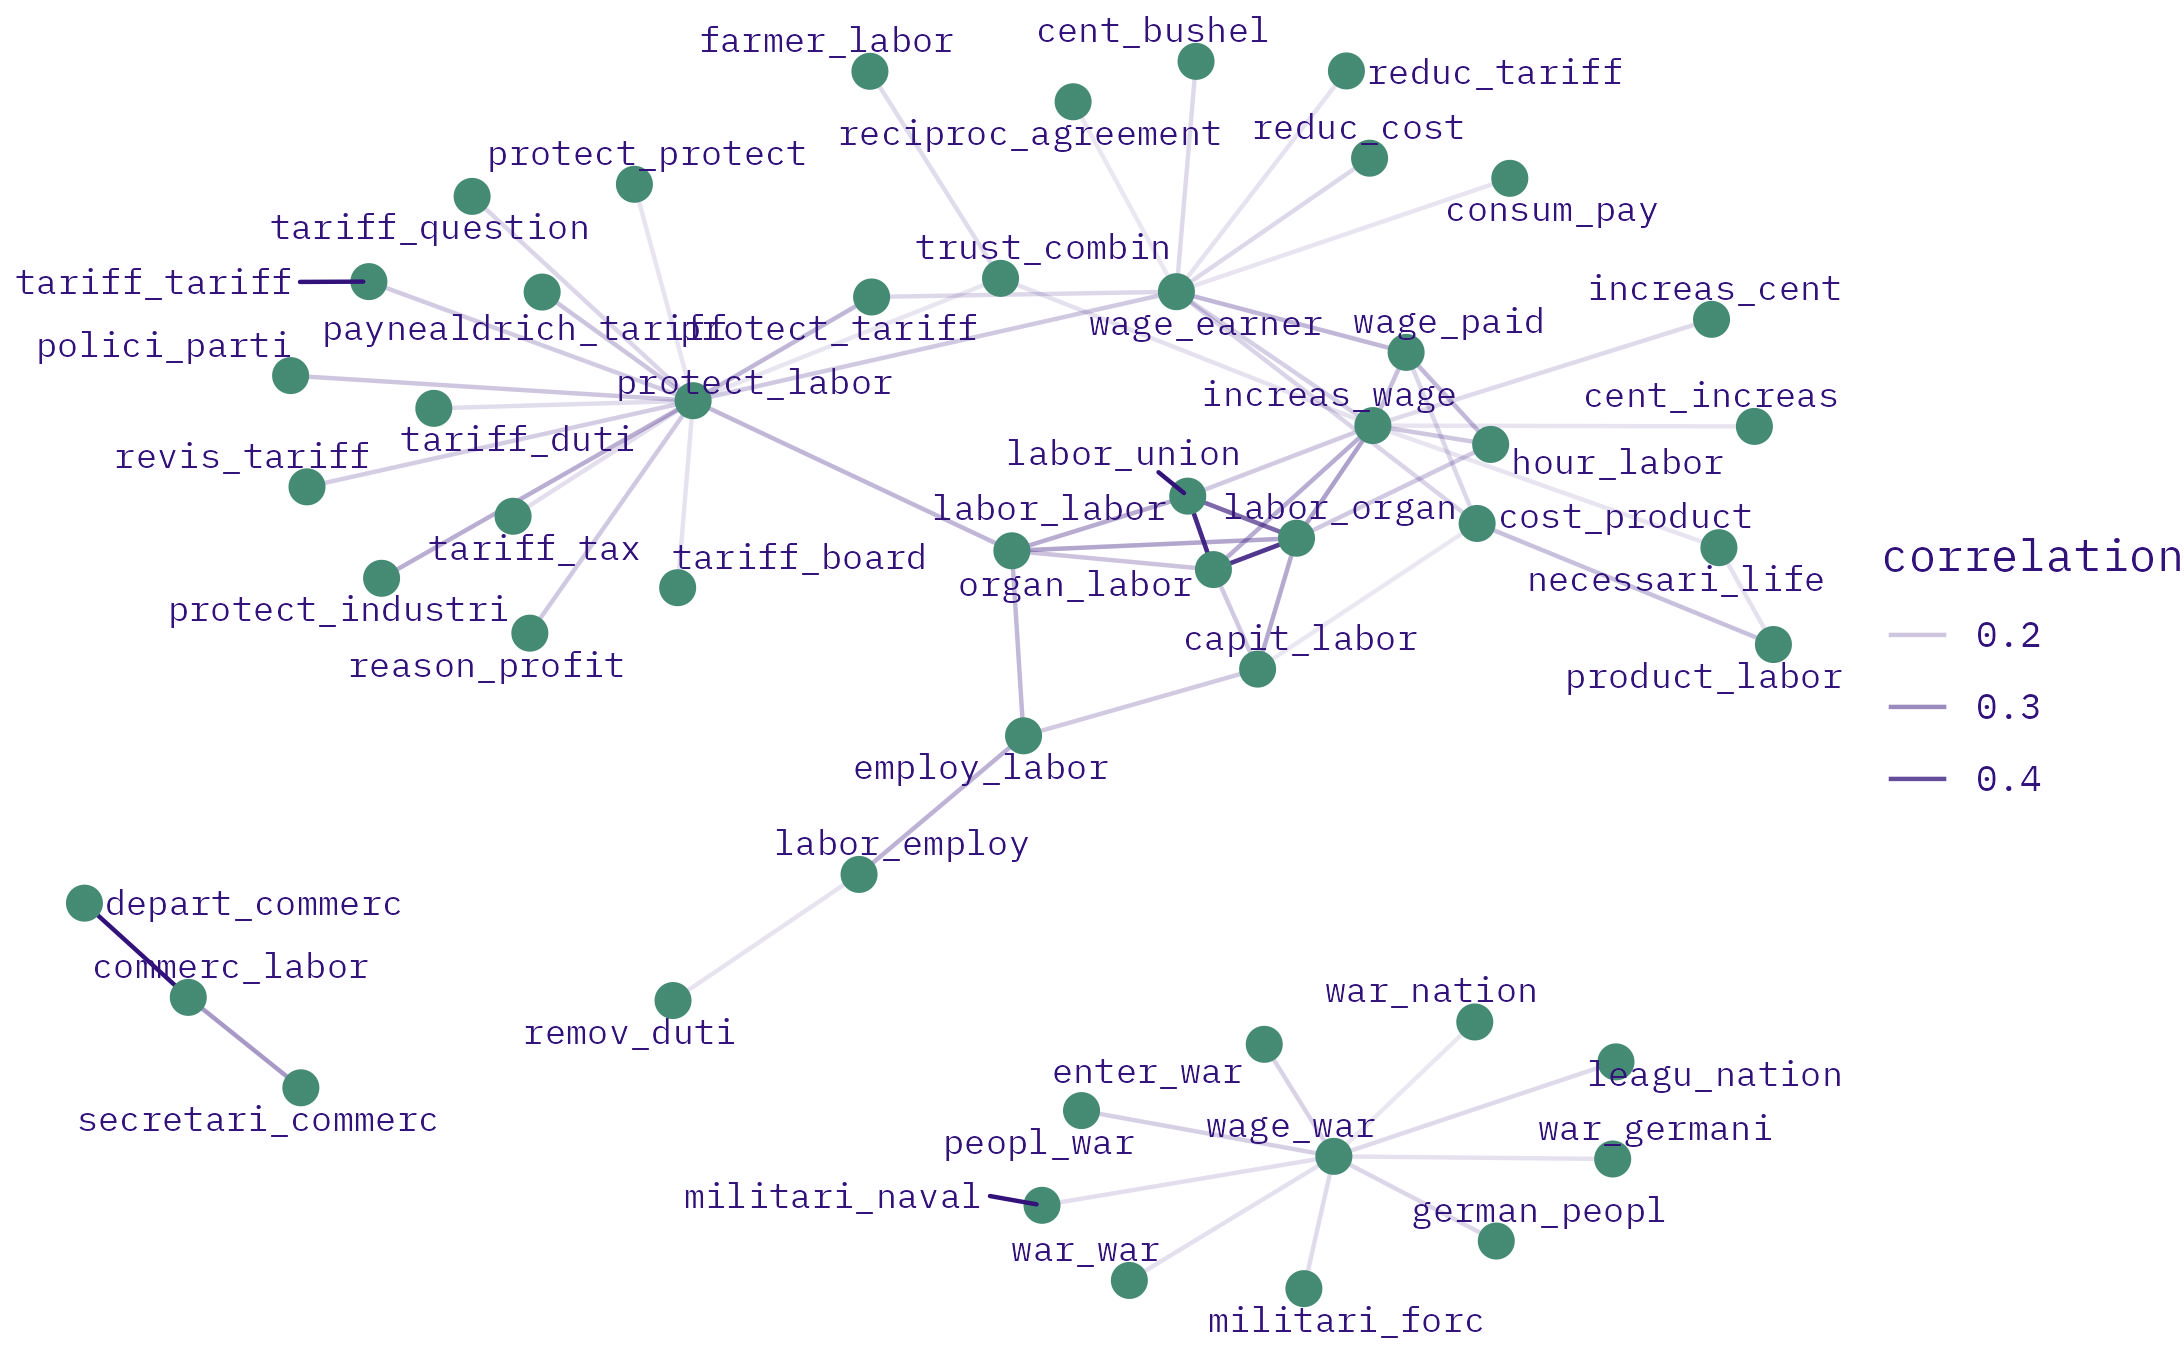 cent_bushel
farmer_labor
reduc_tariff
reciproc_agreement
reduc_cost
protect_protect
consum_pay
tariff_question
trust_combin
tariff_tariff
increas_cent
paynealdrich_tariff
protect_tariff
wage_earner
wage_paid
polici_parti
protect_labor
increas_wage
cent_increas
tariff_duti
revis_tariff
labor_union
hour_labor
labor_labor
labor_organ
cost_product
tariff_tax
tariff_board
correlation
organ_labor
necessari_life
protect_industri
0.2
capit_labor
reason_profit
product_labor
0.3
employ_labor
0.4
labor_employ
depart_commerc
commerc_labor
war_nation
remov_duti
enter_war
leagu_nation
secretari_commerc
wage_war
war_germani
peopl_war
militari_naval
german_peopl
war_war
militari_forc